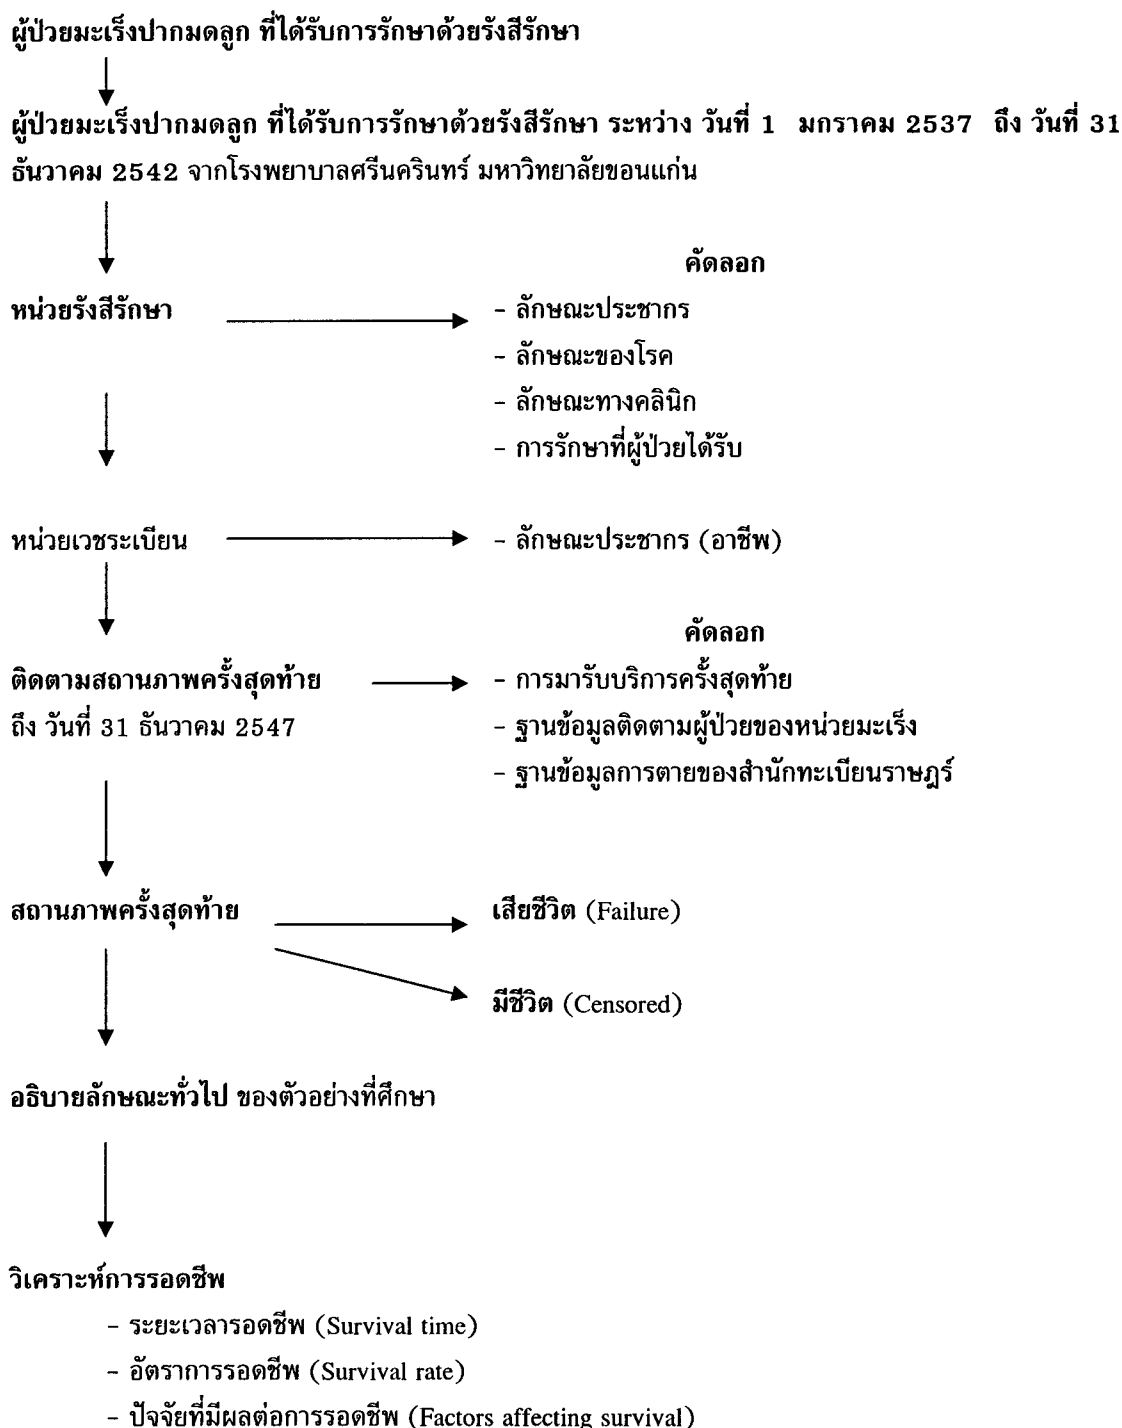 ผู้ป่วยมะเร็งปากมดลูก ที่ได้รับการรักษาด้วยรังสีรักษา
ผู้ป่วยมะเร็งปากมดลูก ที่ได้รับการรักษาด้วยรังสีรักษา ระหว่าง วันที่ 1 มกราคม 2537 ถึง วันที่ 31
ธันวาคม 2542 จากโรงพยาบาลศรีนครินทร์ มหาวิทยาลัยขอนแก่น
คัดลอก
หน่วยรังสีรักษา
- ลักษณะประชากร
- ลักษณะของโรค
- ลักษณะทางคลินิก
- การรักษาที่ผู้ป่วยได้รับ
หน่วยเวชระเบียน
- ลักษณะประชากร (อาชีพ)
คัดลอก
ติดตามสถานภาพครั้งสุดท้าย
- การมารับบริการครั้งสุดท้าย
ถึง วันที่ 31 ธันวาคม 2547
- ฐานข้อมูลติดตามผู้ป่วยของหน่วยมะเร็ง
- ฐานข้อมูลการตายของสำนักทะเบียนราษฎร์
สถานภาพครั้งสุดท้าย
เสียชีวิต (Failure)
มีชีวิต (Censored)
อธิบายลักษณะทั่วไป ของตัวอย่างที่ศึกษา
วิเคราะห์การรอดชีพ
- ระยะเวลารอดชีพ (Survival time)
- อัตราการรอดชีพ (Survival rate)
- ปัจจัยที่มีผลต่อการรอดชีพ (Factors affecting survival)